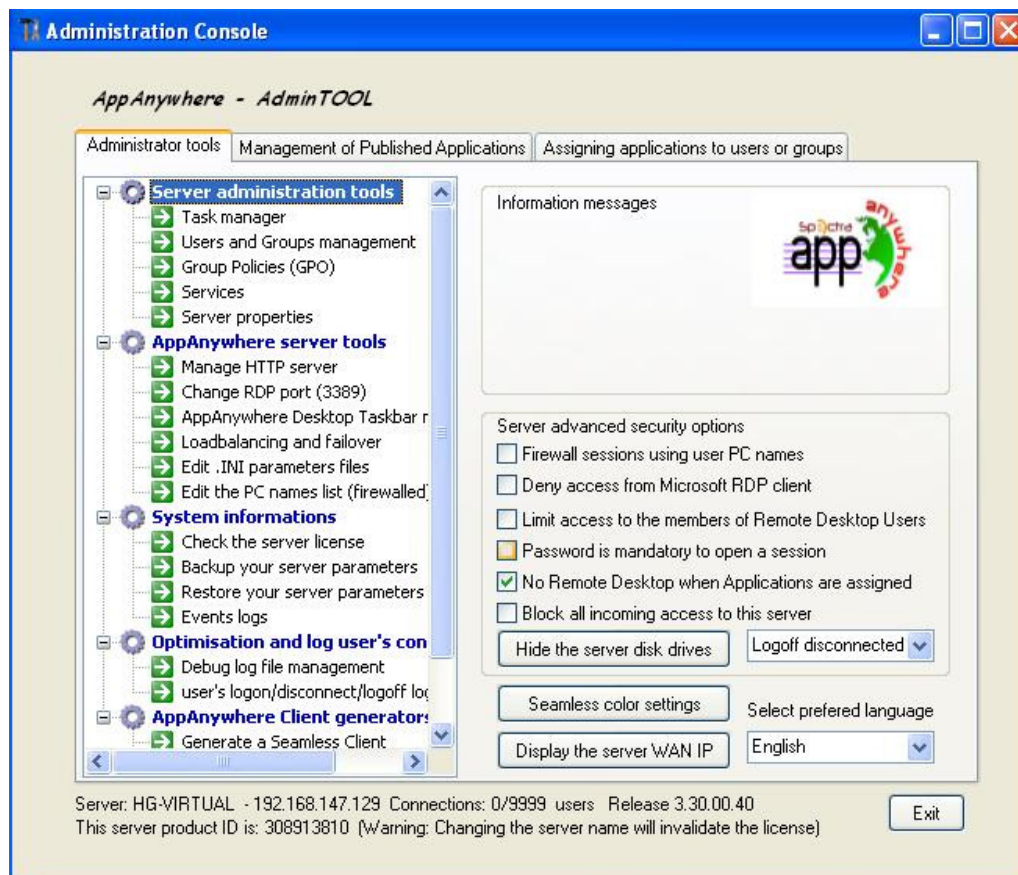 Administration Console
AppAnywhere - AdminTOOL
Administrator tools
Management of Published Applications
Assigning applications to users or groups
Server administration tools
Task manager
Users and Groups management
Group Policies (GPO)
Services
Server properties
AppAnywhere server tools
Manage HTTP server
Change RDP port (3389)
AppAnywhere Desktop Taskbar
Loadbalancing and failover
Edit .INI parameters files
Edit the PC names list (firewalled)
System informations
Check the server license
Backup your server parameters
Restore your server parameters
Events logs
Optimisation and log user's con
Debug log file management
user's logon/disconnect/logoff log
AppAnywhere Client generators
Generate a Seamless Client
Information messages
Spectra
app
anywhere
Server advanced security options
Firewall sessions using user PC names
Deny access from Microsoft RDP client
Limit access to the members of Remote Desktop Users
Password is mandatory to open a session
No Remote Desktop when Applications are assigned
Block all incoming access to this server
Hide the server disk drives
Logoff disconnected
Seamless color settings
Select prefered language
Display the server WAN IP
English
Server: HG-VIRTUAL - 192.168.147.129 Connections: 0/9999 users Release 3.30.00.40
This server product ID is: 308913810 (Warning: Changing the server name will invalidate the license)
Exit